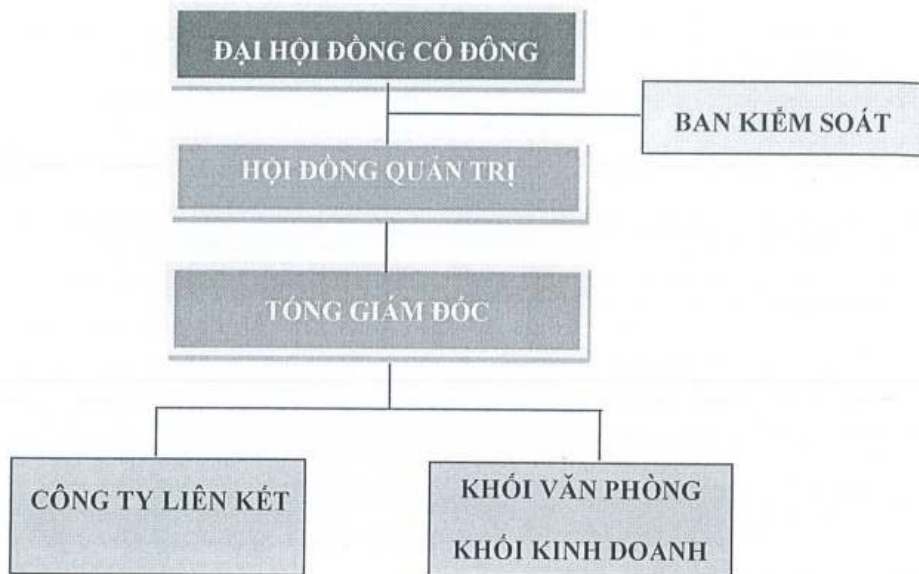 ĐẠI HỘI ĐỒNG CỔ ĐÔNG
BAN KIỂM SOÁT
HỘI ĐỒNG QUẢN TRỊ
TỔNG GIÁM ĐỐC
CÔNG TY LIÊN KẾT
KHỐI VĂN PHÒNG
KHỐI KINH DOANH